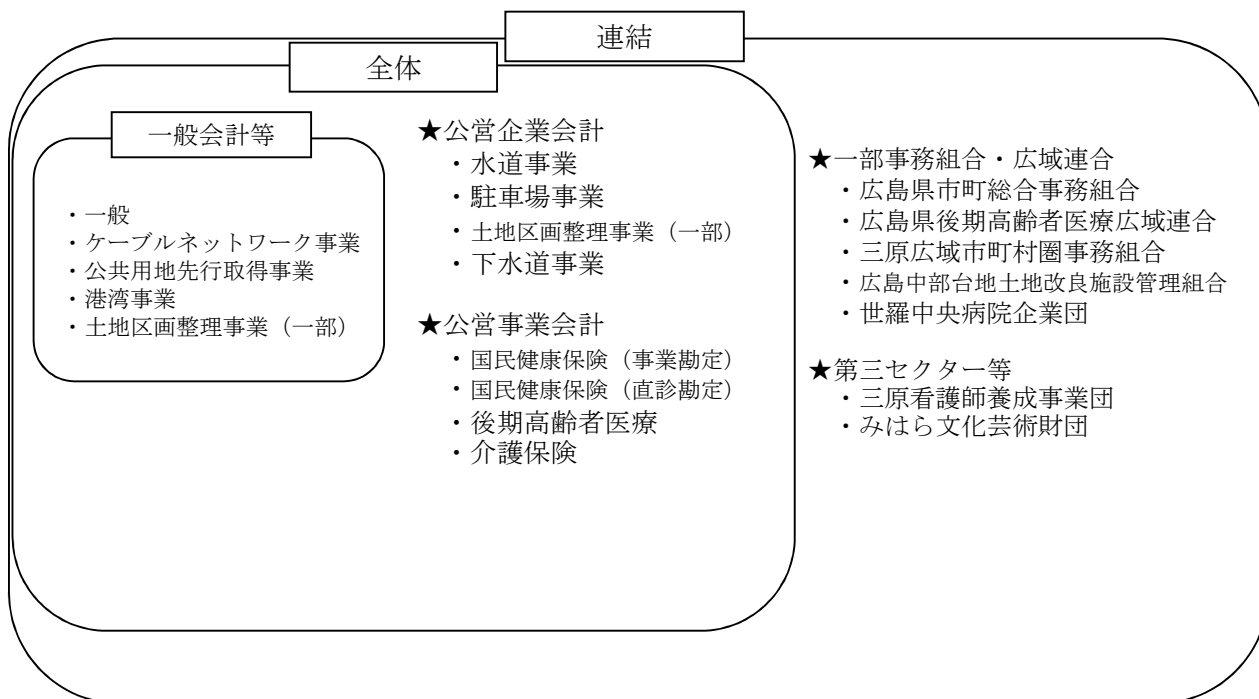 連結
全体
一般会計等
・一般
・ケーブルネットワーク事業
・公共用地先行取得事業
・港湾事業
・土地区画整理事業（一部）
★公営企業会計
・水道事業
・駐車場事業
・土地区画整理事業（一部）
・下水道事業
★公営事業会計
・国民健康保険（事業勘定）
・国民健康保険（直診勘定）
・後期高齢者医療
・介護保険
★一部事務組合・広域連合
・広島県市町総合事務組合
・広島県後期高齢者医療広域連合
・三原広域市町村圏事務組合
・広島中部台地土地改良施設管理組合
・世羅中央病院企業団
★第三セクター等
・三原看護師養成事業団
・みはら文化芸術財団